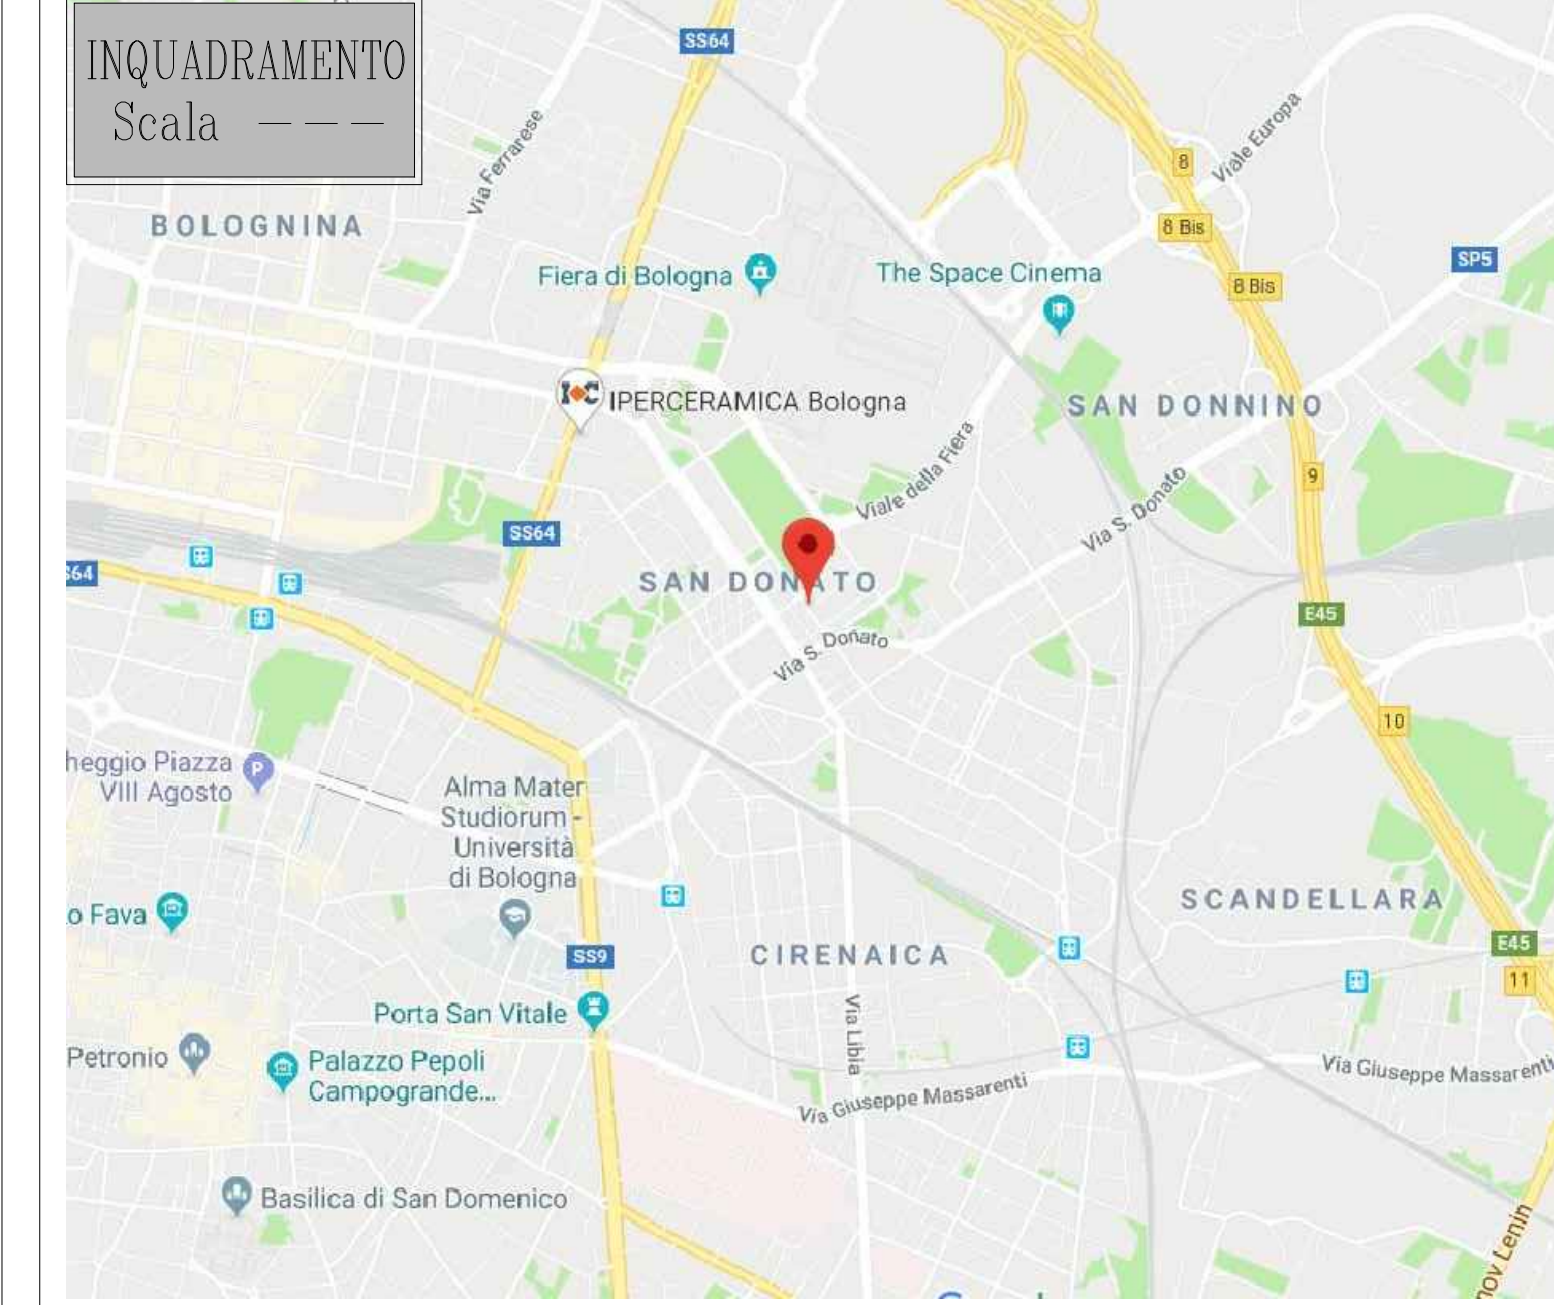 INQUADRAMENTO
Scala ---
SS64
Via Ferrarese
Viale Europa
8
BOLOGNINA
8 Bis
Fiera di Bologna
The Space Cinema
SP5
8 Bis
IPERCERAMICA Bologna
SAN DONNINO
Viale della Fiera
9
Via S. Donato
SS64
S64
SAN DONATO
E45
Via S. Donato
10
heggio Piazza
VIII Agosto
P
Alma Mater
Studiorum -
Università
di Bologna
SCANDELLARA
o Fava
E45
SS9
CIRENAICA
11
Porta San Vitale
Via Libia
Petronio
Palazzo Pepoli
Campogrande...
Via Giuseppe Massarenti
Via Giuseppe Massarenti
Basilica di San Domenico
nov Lenin